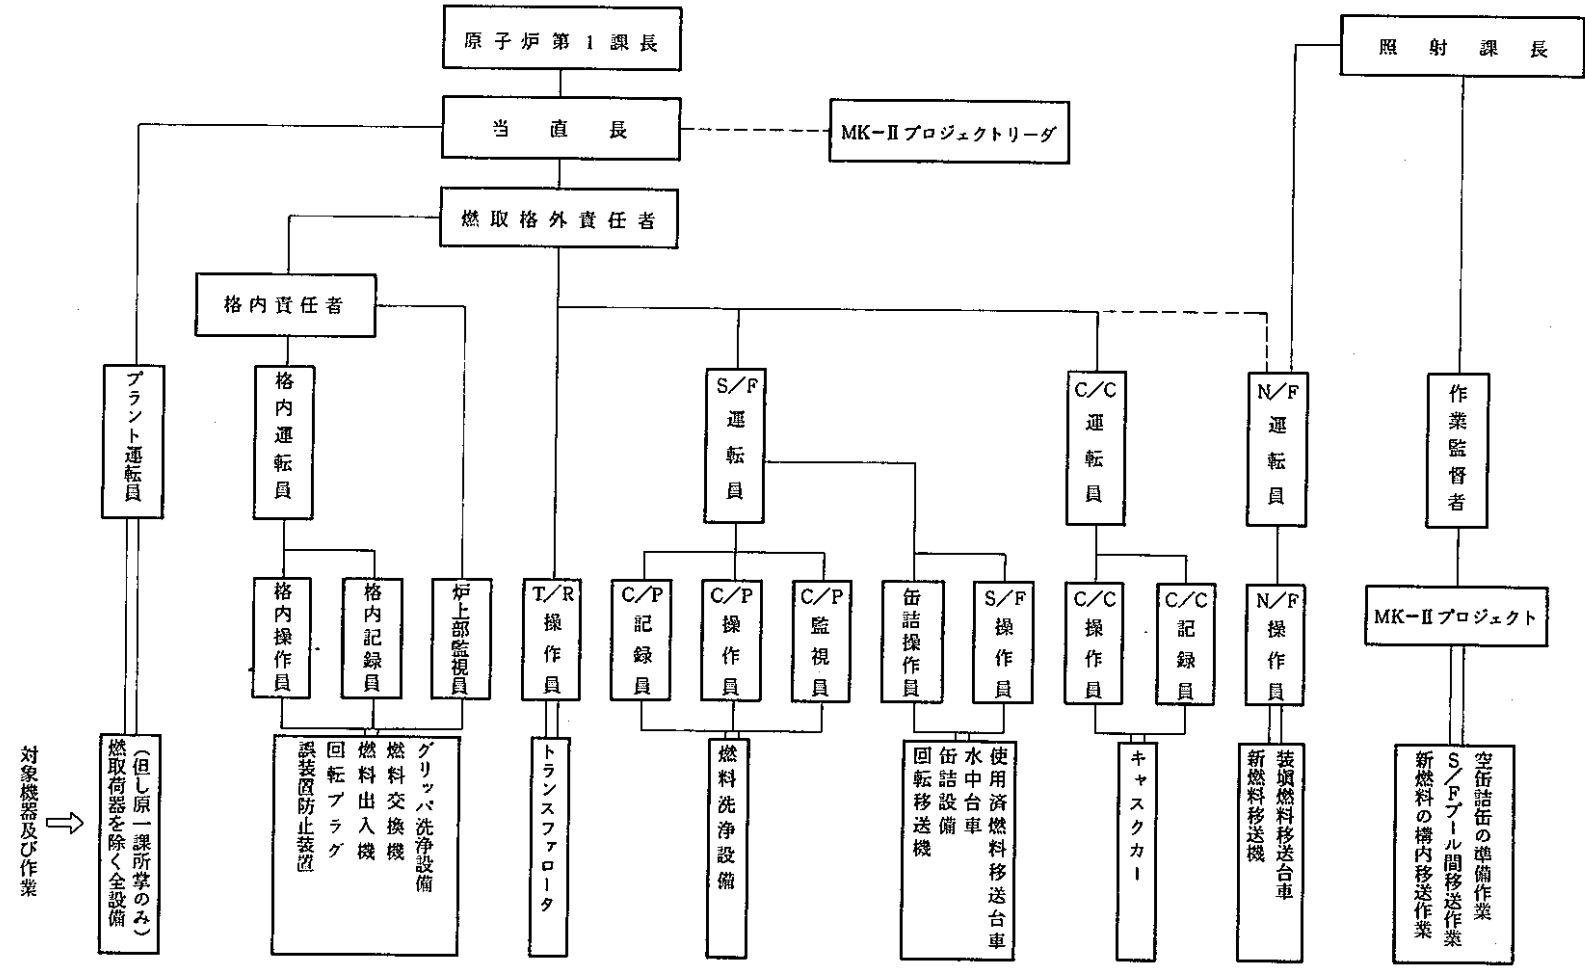 原子炉第1課長
照射課長
当直長
MK-Ⅱプロジェクトリーダ
燃取格外責任者
格内責任者
プラント運転員
格内運転員
S/F運転員
C/C運転員
N/F運転員
作業監督者
格内操作員
格内記録員
炉上部監視員
T/R操作員
C/P記録員
C/P操作員
C/P監視員
缶詰操作員
S/F操作員
C/C操作員
C/C記録員
N/F操作員
MK-Ⅱプロジェクト
対象機器及び作業
(但し原一課所掌のみ)
燃取荷器を除く全設備
グリッパ洗浄設備
燃料交換機
燃料出入機
回転プラグ
誤装置防止装置
トランスファロータ
燃料洗浄設備
使用済燃料移送台車
水中台車
缶詰設備
回転移送機
キャスクカー
装塡燃料移送台車
新燃料移送機
空缶詰缶の準備作業
S/Fプール間移送作業
新燃料の構内移送作業